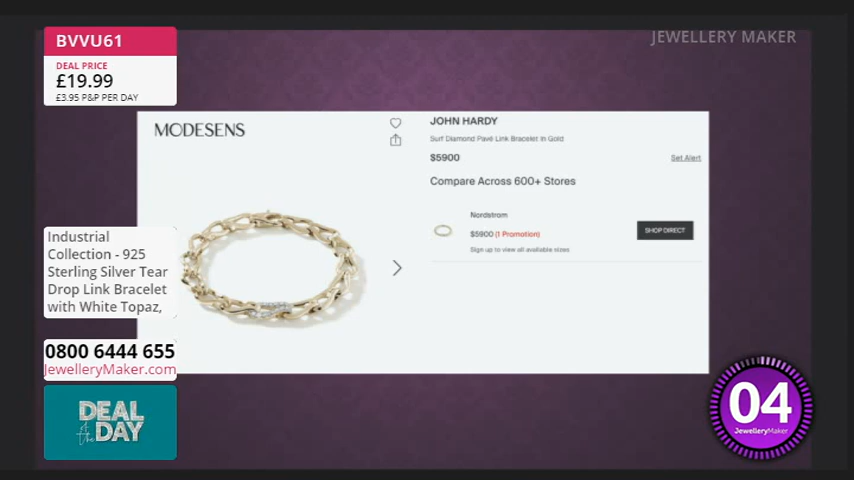 BVVU61
DEAL PRICE
£19.99
£3.95 P&P PER DAY
JEWELLERY MAKER
MODESENS
JOHN HARDY
Surf Diamond Pavé Link Bracelet in Gold
$5900
Set Alert
Compare Across 600+ Stores
Nordstrom
$5900 (1 Promotion)
SHOP DIRECT
Sign up to view all available sizes
Industrial
Collection - 925
Sterling Silver Tear
Drop Link Bracelet
with White Topaz,
0800 6444 655
JewelleryMaker.com
DEAL
of the
DAY
04
JewelleryMaker